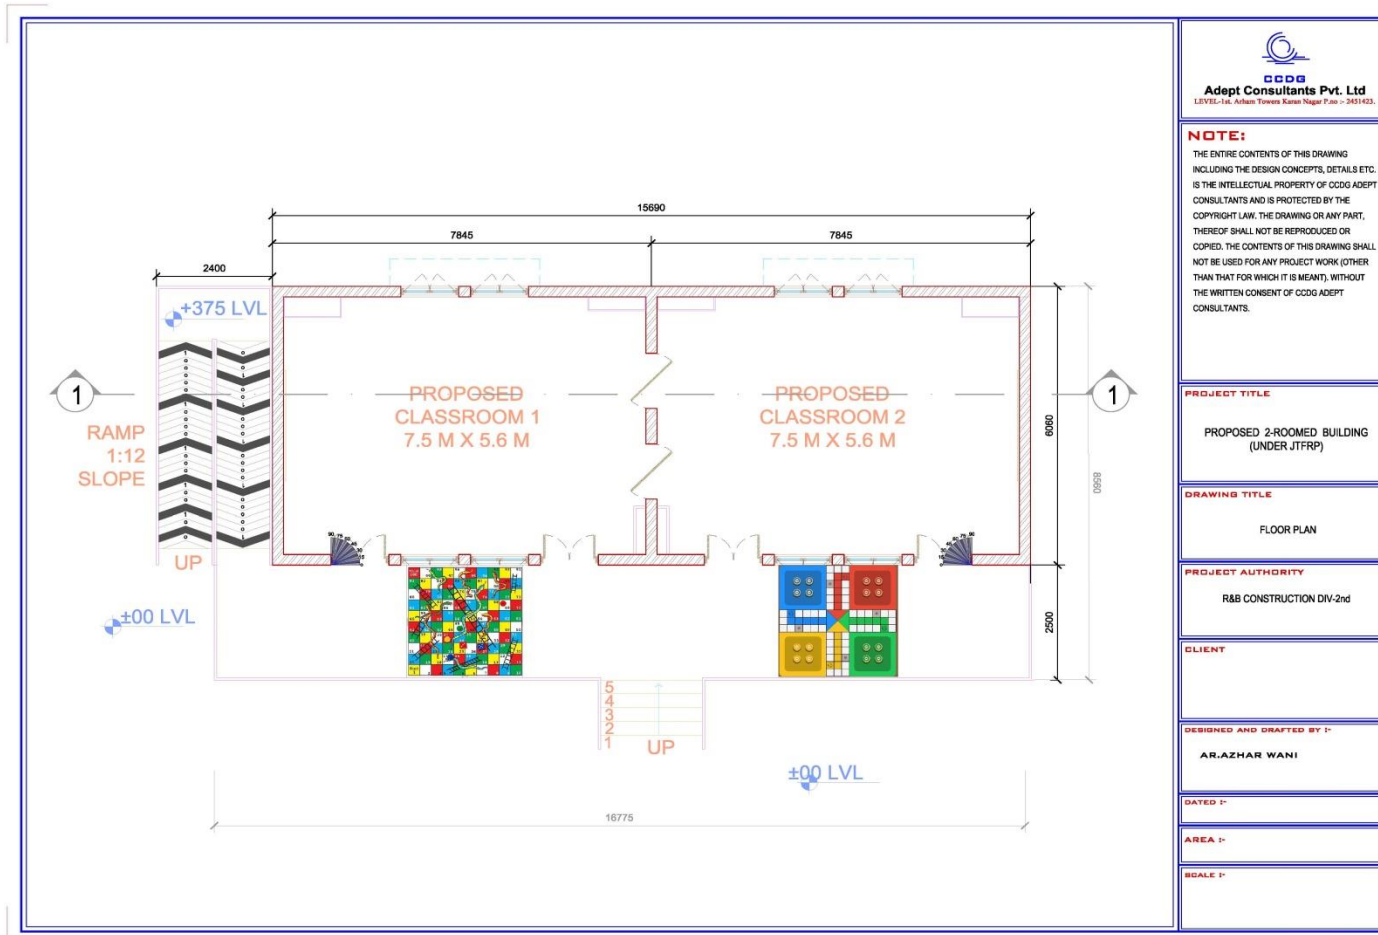 15690
7845
7845
2400
+375 LVL
1
RAMP
1:12
SLOPE
UP
±00 LVL
PROPOSED
CLASSROOM 1
7.5 M X 5.6 M
PROPOSED
CLASSROOM 2
7.5 M X 5.6 M
1
6060
8560
2500
5
4
3
2
1
UP
±00 LVL
16775
CCDG
Adept Consultants Pvt. Ltd
LEVEL-1st. Arham Towers Karan Nagar P.no :- 2451423.
NOTE:
THE ENTIRE CONTENTS OF THIS DRAWING
INCLUDING THE DESIGN CONCEPTS, DETAILS ETC.
IS THE INTELLECTUAL PROPERTY OF CCDG ADEPT
CONSULTANTS AND IS PROTECTED BY THE
COPYRIGHT LAW. THE DRAWING OR ANY PART,
THEREOF SHALL NOT BE REPRODUCED OR
COPIED. THE CONTENTS OF THIS DRAWING SHALL
NOT BE USED FOR ANY PROJECT WORK (OTHER
THAN THAT FOR WHICH IT IS MEANT). WITHOUT
THE WRITTEN CONSENT OF CCDG ADEPT
CONSULTANTS.
PROJECT TITLE
PROPOSED 2-ROOMED BUILDING
(UNDER JTFRP)
DRAWING TITLE
FLOOR PLAN
PROJECT AUTHORITY
R&B CONSTRUCTION DIV-2nd
CLIENT
DESIGNED AND DRAFTED BY :-
AR.AZHAR WANI
DATED :-
AREA :-
SCALE :-